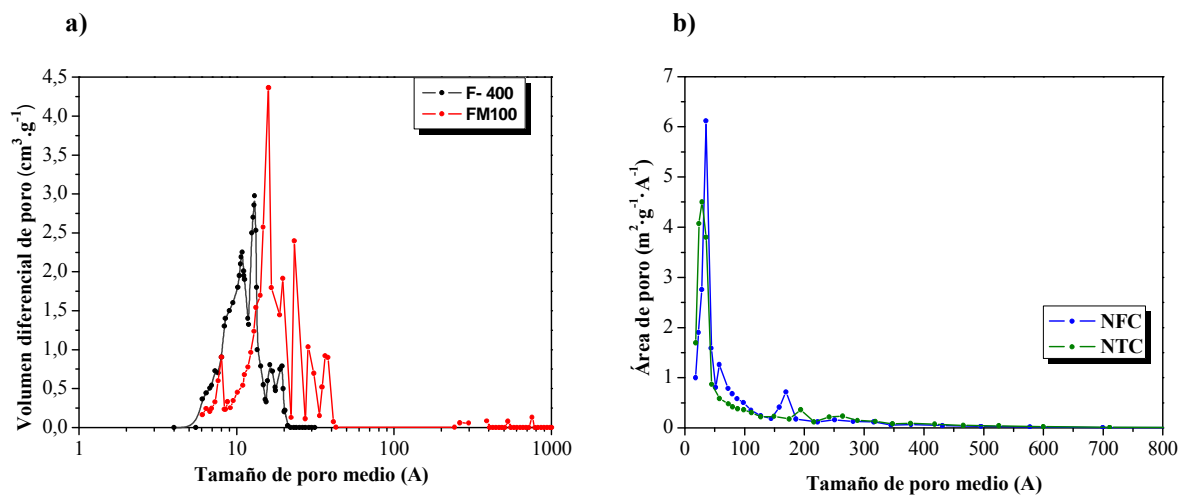 a)
Volumen diferencial de poro (cm³·g⁻¹)
4,5
4,0
3,5
3,0
2,5
2,0
1,5
1,0
0,5
0,0
F- 400
FM100
1 10 100 1000
Tamaño de poro medio (A)
b)
Área de poro (m²·g⁻¹·A⁻¹)
7
6
5
4
3
2
1
0
NFC
NTC
0 100 200 300 400 500 600 700 800
Tamaño de poro medio (A)